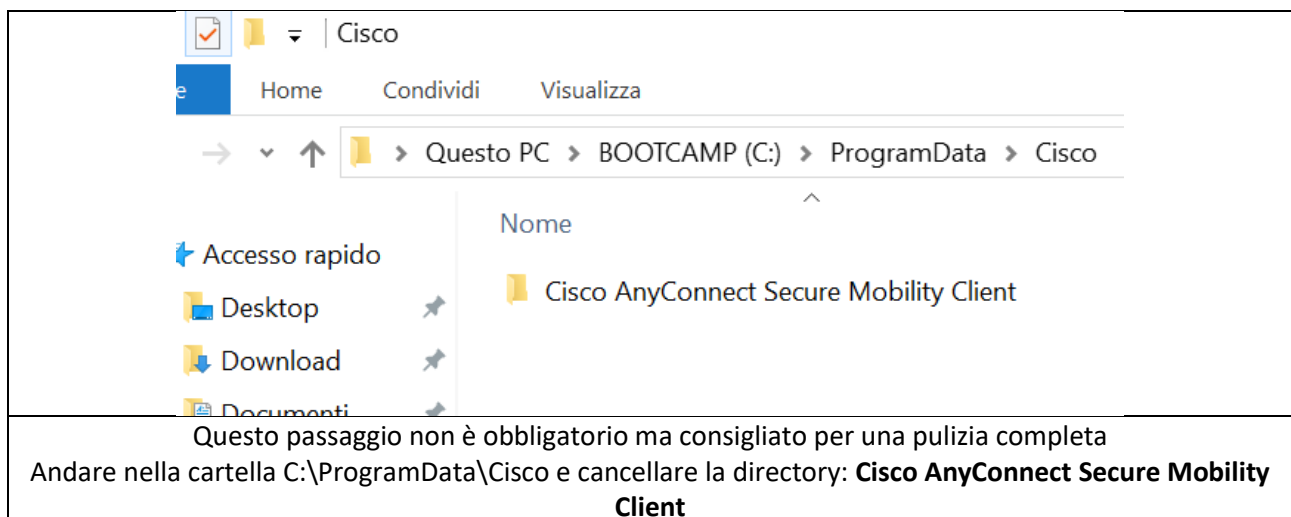 Cisco
e Home Condividi Visualizza
Questo PC > BOOTCAMP (C:) > ProgramData > Cisco
Nome
Accesso rapido
Cisco AnyConnect Secure Mobility Client
Desktop
Download
Documenti
Questo passaggio non è obbligatorio ma consigliato per una pulizia completa
Andare nella cartella C:\ProgramData\Cisco e cancellare la directory: Cisco AnyConnect Secure Mobility
Client